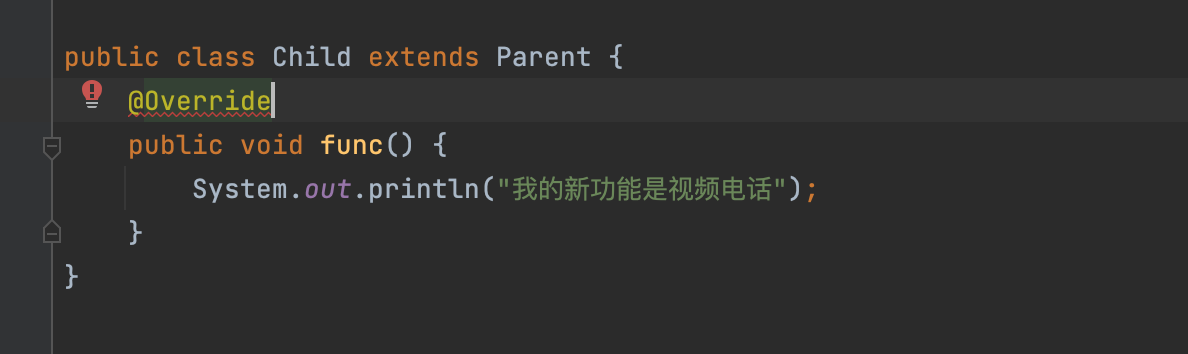 public class Child extends Parent {
@Override
public void func() {
System.out.println("我的新功能是视频电话");
}
}